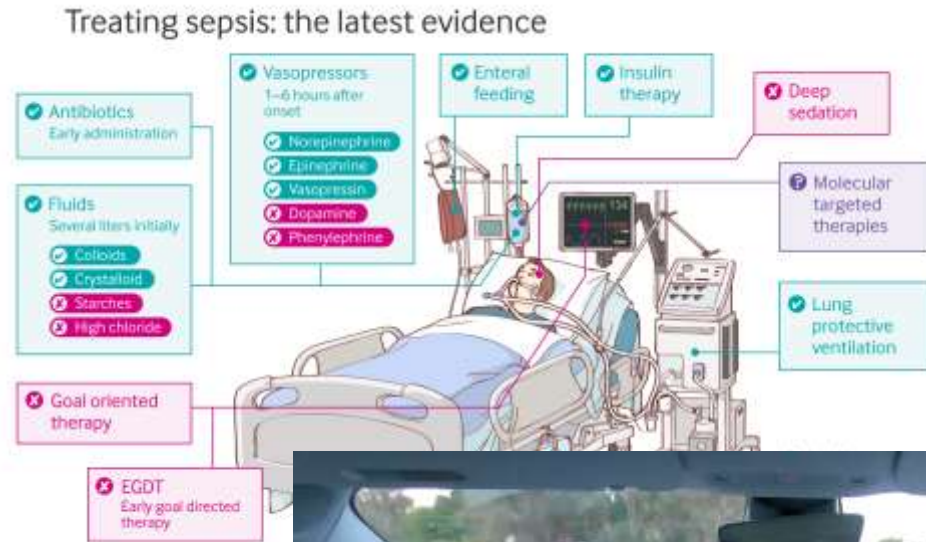 Treating sepsis: the latest evidence
Antibiotics
Early administration
Fluids
Several liters initially
Colloids
Crystalloid
Starches
High chloride
Vasopressors
1–6 hours after
onset
Norepinephrine
Epinephrine
Vasopressin
Dopamine
Phenylephrine
Enteral
feeding
Insulin
therapy
Deep
sedation
Molecular
targeted
therapies
Lung
protective
ventilation
Goal oriented
therapy
EGDT
Early goal directed
therapy